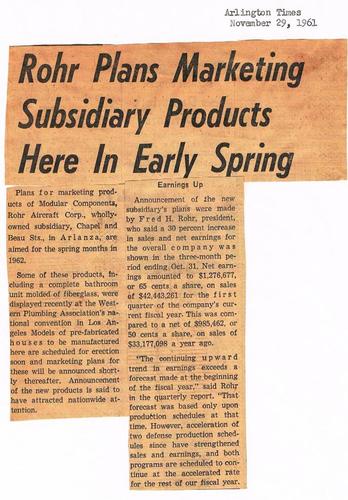 Arlington Times
November 29, 1961
Rohr Plans Marketing
Subsidiary Products
Here In Early Spring
Plans for marketing prod-
ucts of Modular Components,
Rohr Aircraft Corp., wholly-
owned subsidiary, Chapel and
Beau Sts., in Arlanza, are
aimed for the spring months in
1962.
Some of these products, in-
cluding a complete bathroom
unit molded of fiberglass, were
displayed recently at the West-
ern Plumbing Association's na-
tional convention in Los An-
geles Models of pre-fabricated
houses to be manufactured
here are scheduled for erection
soon and marketing plans for
these will be announced short-
ly thereafter. Announcement
of the new products is said to
have attracted nationwide at-
tention.
Earnings Up
Announcement of the new
subsidiary's plans were made
by Fred H. Rohr, president,
who said a 30 percent increase
in sales and net earnings for
the overall company was
shown in the three-month per-
iod ending Oct. 31. Net earn-
ings amounted to $1,276,677,
or 65 cents a share, on sales
of $42,443,261 for the first
quarter of the company's cur-
rent fiscal year. This was com-
pared to a net of $985,462, or
50 cents a share, on sales of
$33,177,098 a year ago.
"The continuing upward
trend in earnings exceeds a
forecast made at the beginning
of the fiscal year," said Rohr
in the quarterly report. "That
forecast was based only upon
production schedules at that
time. However, acceleration of
two defense production sched-
ules since have strengthened
sales and earnings, and both
programs are scheduled to con-
tinue at the accelerated rate
for the rest of our fiscal year.